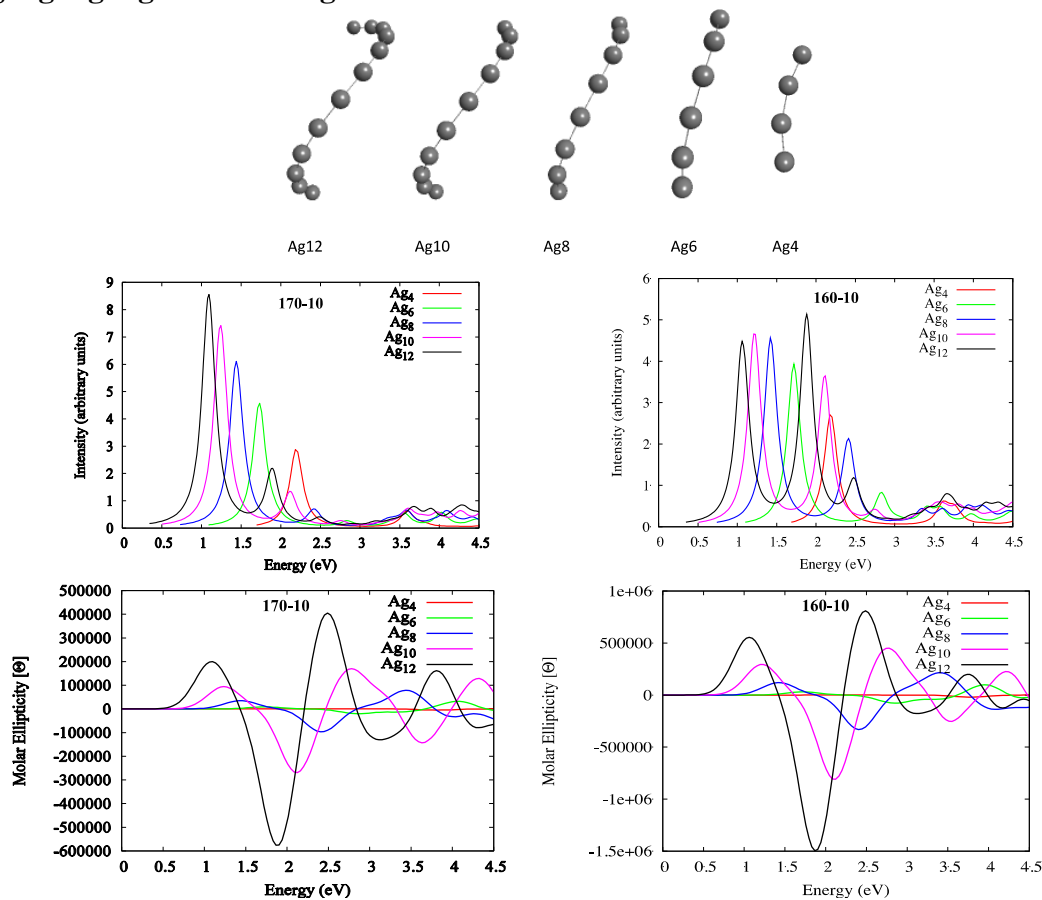 Ag12 Ag10 Ag8 Ag6 Ag4
170-10
Ag4
Ag6
Ag8
Ag10
Ag12
Intensity (arbitrary units)
9
8
7
6
5
4
3
2
1
0
0 0.5 1 1.5 2 2.5 3 3.5 4 4.5
Energy (eV)
160-10
Ag4
Ag6
Ag8
Ag10
Ag12
Intensity (arbitrary units)
6
5
4
3
2
1
0
0 0.5 1 1.5 2 2.5 3 3.5 4 4.5
Energy (eV)
170-10
Ag4
Ag6
Ag8
Ag10
Ag12
Molar Ellipticity [Θ]
500000
400000
300000
200000
100000
0
-100000
-200000
-300000
-400000
-500000
-600000
0 0.5 1 1.5 2 2.5 3 3.5 4 4.5
Energy (eV)
160-10
Ag4
Ag6
Ag8
Ag10
Ag12
Molar Ellipticity [Θ]
1e+06
500000
0
-500000
-1e+06
-1.5e+06
0 0.5 1 1.5 2 2.5 3 3.5 4 4.5
Energy (eV)